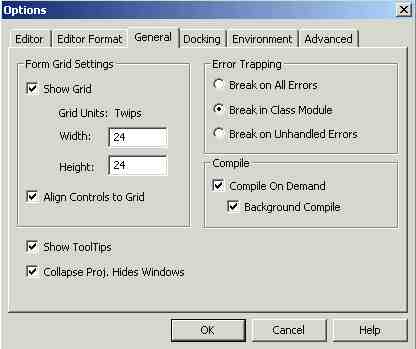 Options
Editor
Editor Format
General
Docking
Environment
Advanced
Form Grid Settings
Show Grid
Grid Units: Twips
Width: 24
Height: 24
Align Controls to Grid
Show ToolTips
Collapse Proj. Hides Windows
Error Trapping
Break on All Errors
Break in Class Module
Break on Unhandled Errors
Compile
Compile On Demand
Background Compile
OK
Cancel
Help